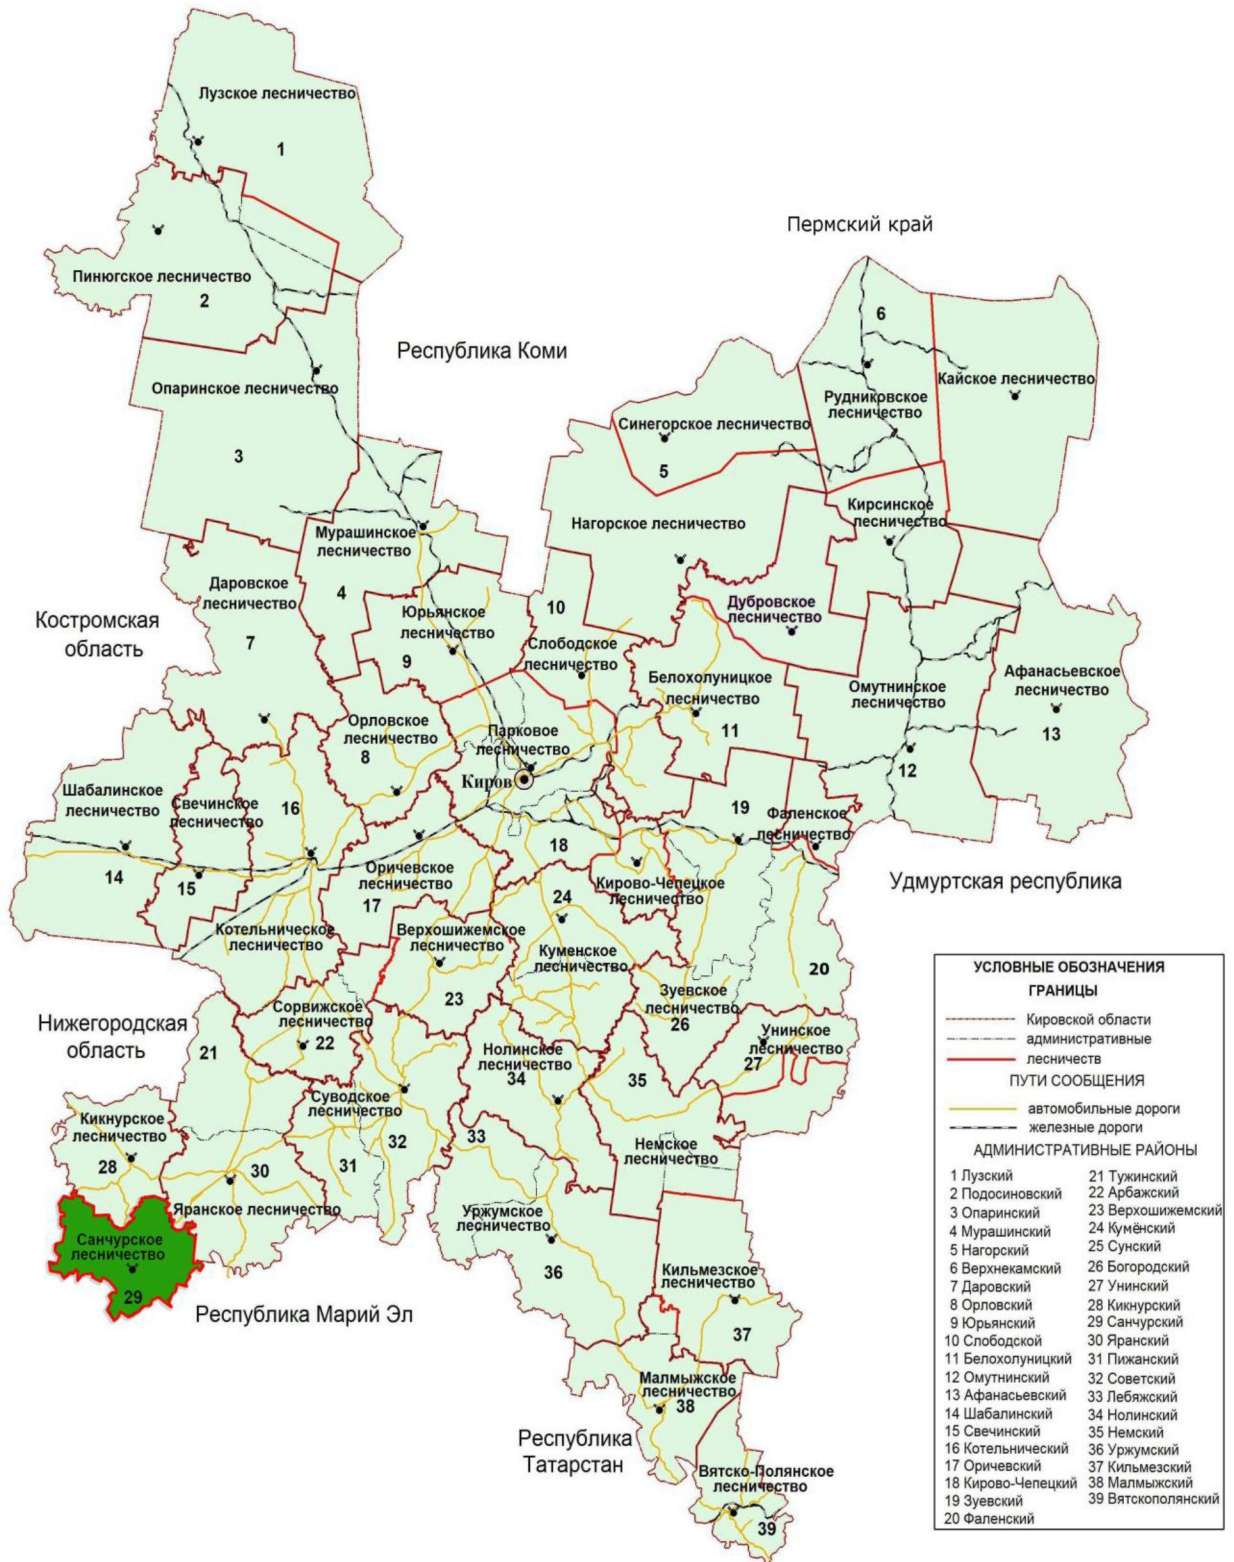 Лузское лесничество
1
Пермский край
Пинюгское лесничество
2
6
Республика Коми
Опаринское лесничество
Кайское лесничество
Рудниковское
лесничество
Синегорское лесничество
3
5
Кирсинское
лесничество
Нагорское лесничество
Мурашинское
лесничество
Даровское
лесничество
4
10
Дубровское
лесничество
Костромская
область
Юрьянское
лесничество
7
9
Слободское
лесничество
Белохолуницкое
лесничество
Омутнинское
лесничество
Афанасьевское
лесничество
Орловское
лесничество
8
Парковое
лесничество
11
13
Киров
12
Шабалинское
лесничество
Свечинское
лесничество
16
19
Фаленское
лесничество
18
Оричевское
лесничество
14
15
17
Кирово-Чепецкое
лесничество
24
Удмуртская республика
Котельническое
лесничество
Верхошижемское
лесничество
Куменское
лесничество
20
Зуевское
лесничество
23
26
Сорвижское
лесничество
22
Нижегородская
область
21
Унинское
лесничество
27
Нолинское
лесничество
34
35
Суводское
лесничество
Кикнурское
лесничество
28
32
33
Немское
лесничество
30
31
Яранское лесничество
Уржумское
лесничество
Санчурское
лесничество
29
36
Кильмезское
лесничество
37
Республика Марий Эл
Малмыжское
лесничество
38
Республика
Татарстан
Вятско-Полянское
лесничество
39
УСЛОВНЫЕ ОБОЗНАЧЕНИЯ
ГРАНИЦЫ
Кировской области
административные
лесничеств
ПУТИ СООБЩЕНИЯ
автомобильные дороги
железные дороги
АДМИНИСТРАТИВНЫЕ РАЙОНЫ
1 Лузский
2 Подосиновский
3 Опаринский
4 Мурашинский
5 Нагорский
6 Верхнекамский
7 Даровский
8 Орловский
9 Юрьянский
10 Слободской
11 Белохолуницкий
12 Омутнинский
13 Афанасьевский
14 Шабалинский
15 Свечинский
16 Котельнический
17 Оричевский
18 Кирово-Чепецкий
19 Зуевский
20 Фаленский
21 Тужинский
22 Арбажский
23 Верхошижемский
24 Кумёнский
25 Сунский
26 Богородский
27 Унинский
28 Кикнурский
29 Санчурский
30 Яранский
31 Пижанский
32 Советский
33 Лебяжский
34 Нолинский
35 Немский
36 Уржумский
37 Кильмезский
38 Малмыжский
39 Вятскополянский